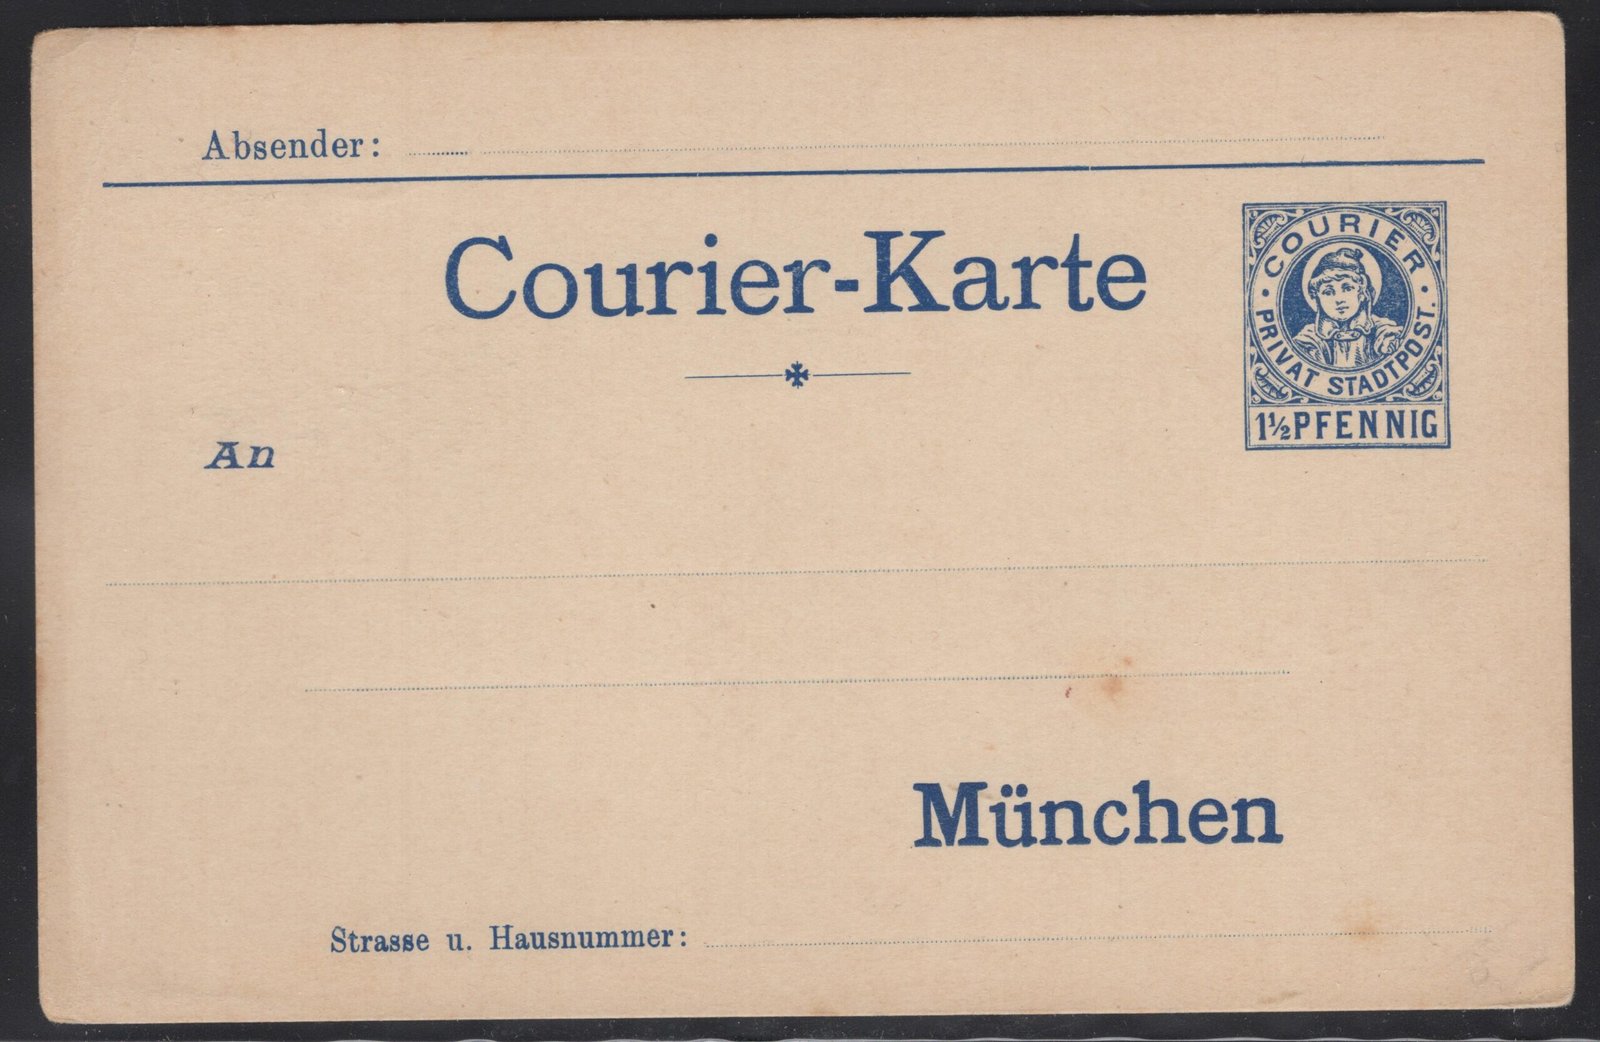 Absender:
Courier-Karte
COURIER
PRIVAT STADTPOST.
1½ PFENNIG
An
München
Strasse u. Hausnummer: